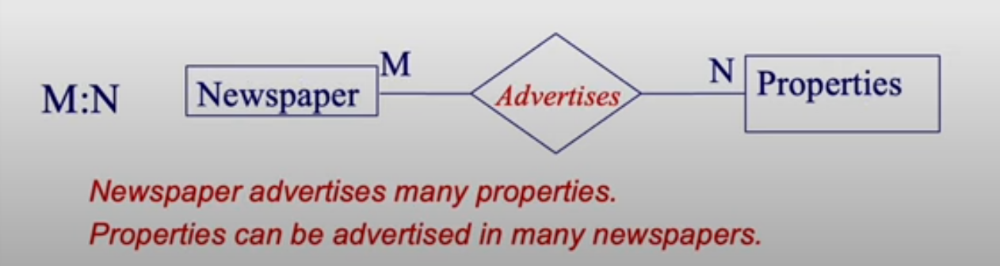 M:N
Newspaper
M
Advertises
N
Properties
Newspaper advertises many properties.
Properties can be advertised in many newspapers.